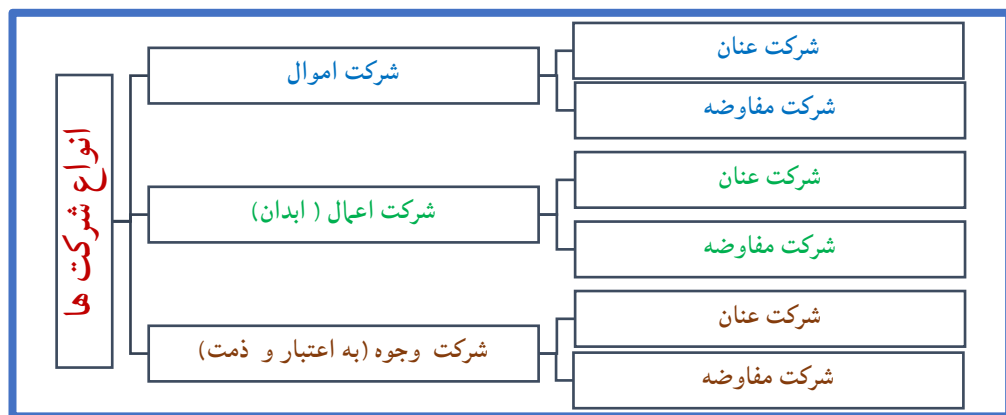 انواع شرکت ها
شرکت اموال
شرکت عنان
شرکت مفاوضه
شرکت اعمال ( ابدان)
شرکت عنان
شرکت مفاوضه
شرکت وجوه (به اعتبار و ذمت)
شرکت عنان
شرکت مفاوضه